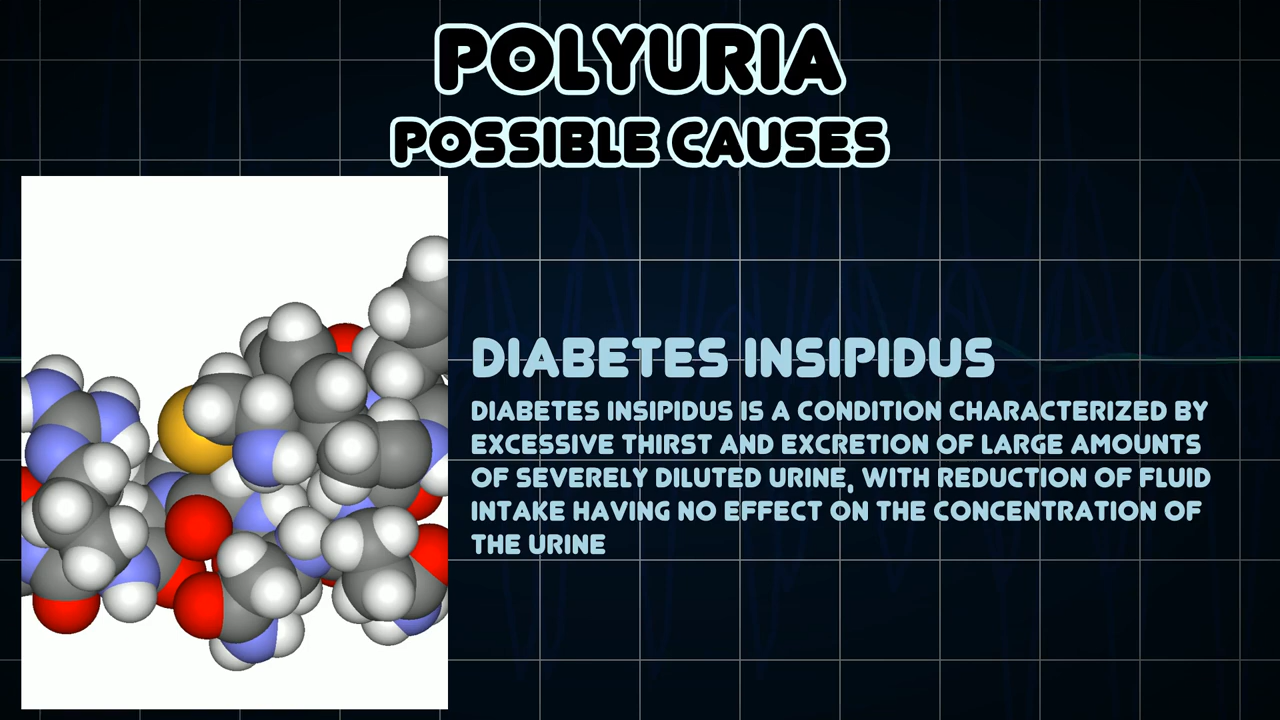 POLYURIA
POSSIBLE CAUSES
DIABETES INSIPIDUS
DIABETES INSIPIDUS IS A CONDITION CHARACTERIZED BY
EXCESSIVE THIRST AND EXCRETION OF LARGE AMOUNTS
OF SEVERELY DILUTED URINE, WITH REDUCTION OF FLUID
INTAKE HAVING NO EFFECT ON THE CONCENTRATION OF
THE URINE